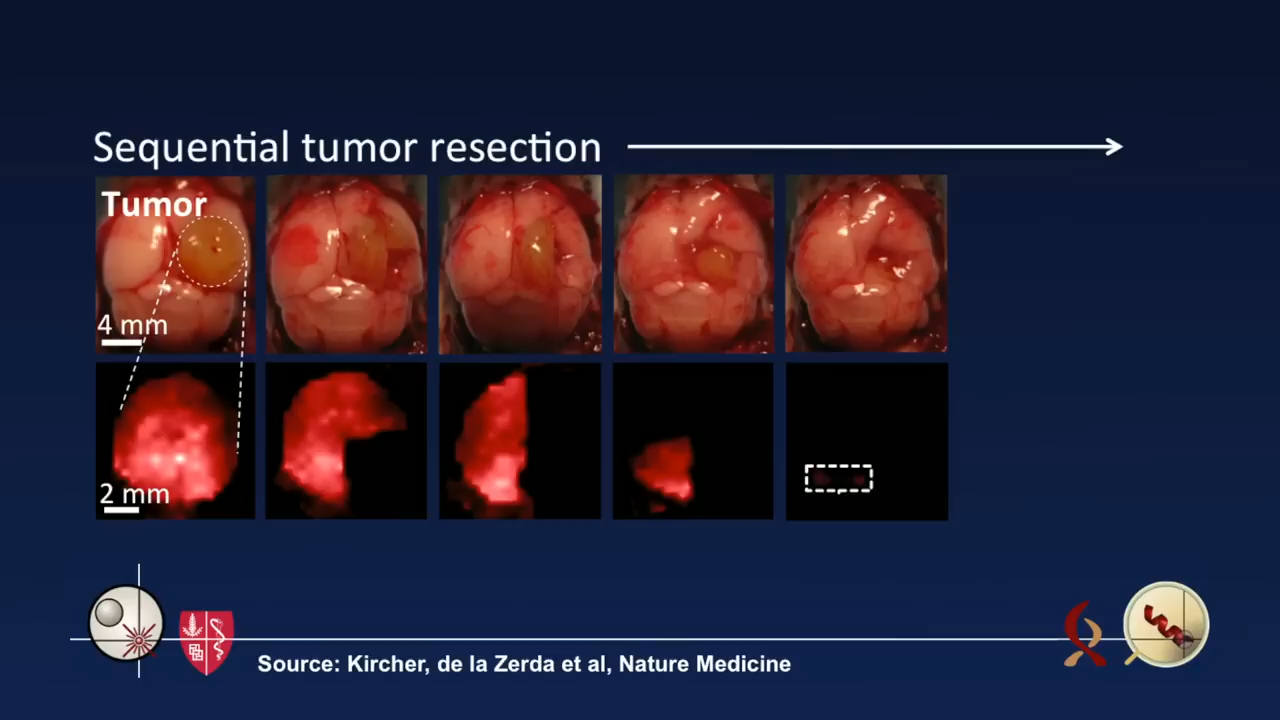 Sequential tumor resection
Tumor
4 mm
2 mm
Source: Kircher, de la Zerda et al, Nature Medicine